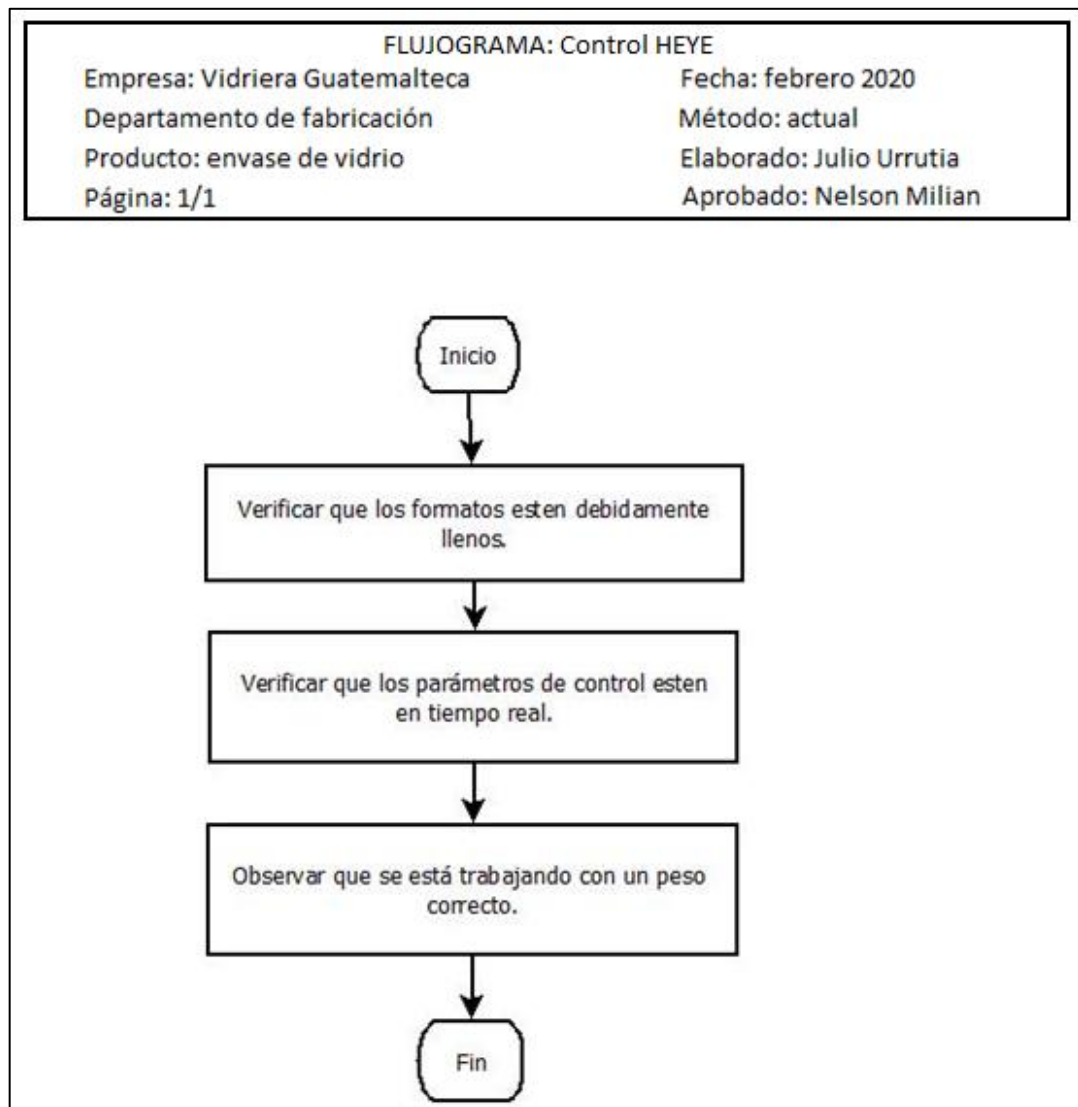 FLUJOGRAMA: Control HEYE
Empresa: Vidriera Guatemalteca
Fecha: febrero 2020
Departamento de fabricación
Método: actual
Producto: envase de vidrio
Elaborado: Julio Urrutia
Página: 1/1
Aprobado: Nelson Milian
Inicio
Verificar que los formatos esten debidamente
llenos.
Verificar que los parámetros de control esten
en tiempo real.
Observar que se está trabajando con un peso
correcto.
Fin